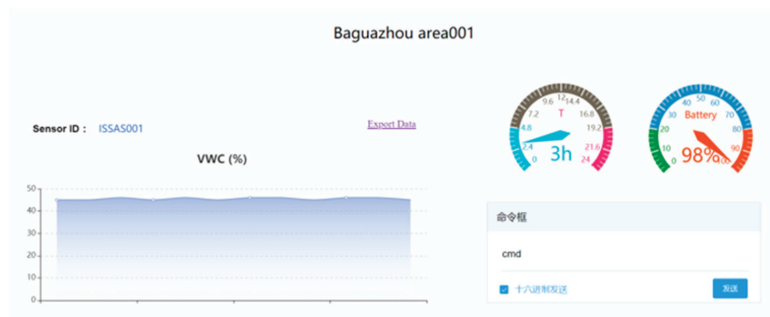 Baguazhou area001
Sensor ID： ISSAS001
Export Data
VWC (%)
50
40
30
20
10
0
0
2.4
4.8
7.2
9.6
12
14.4
16.8
19.2
21.6
24
T
3h
0
10
20
30
40
50
60
70
80
90
100
Battery
98%
命令框
cmd
十六进制发送
发送